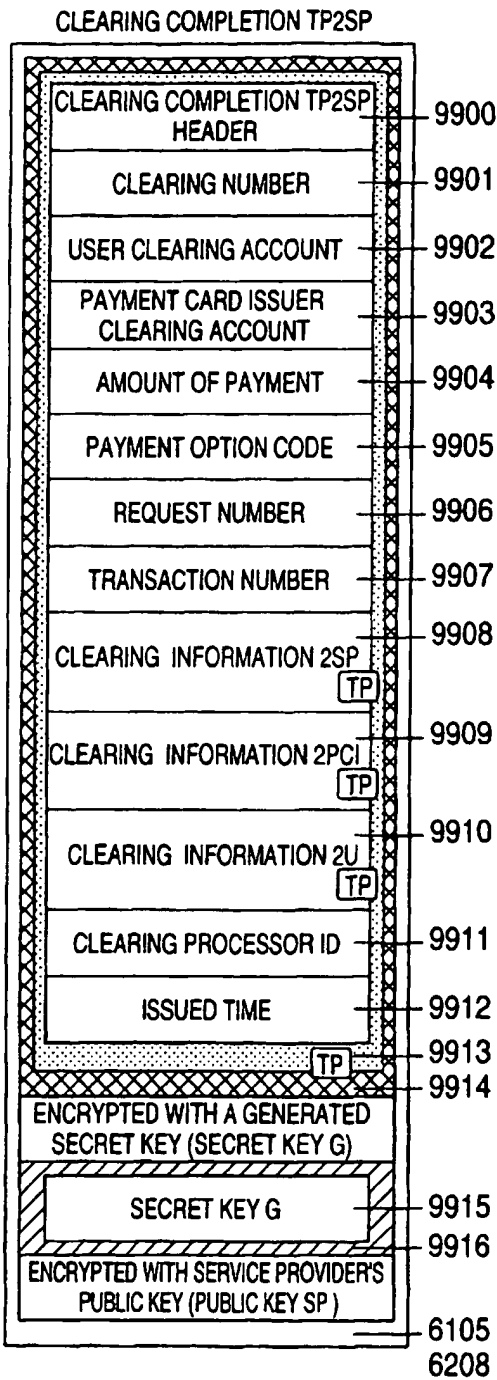 CLEARING COMPLETION TP2SP
CLEARING COMPLETION TP2SP
HEADER
9900
CLEARING NUMBER
9901
USER CLEARING ACCOUNT
9902
PAYMENT CARD ISSUER
CLEARING ACCOUNT
9903
AMOUNT OF PAYMENT
9904
PAYMENT OPTION CODE
9905
REQUEST NUMBER
9906
TRANSACTION NUMBER
9907
CLEARING INFORMATION 2SP
9908
TP
CLEARING INFORMATION 2PCI
9909
TP
CLEARING INFORMATION 2U
9910
TP
CLEARING PROCESSOR ID
9911
ISSUED TIME
9912
TP
9913
9914
ENCRYPTED WITH A GENERATED
SECRET KEY (SECRET KEY G)
SECRET KEY G
9915
9916
ENCRYPTED WITH SERVICE PROVIDER'S
PUBLIC KEY (PUBLIC KEY SP )
6105
6208